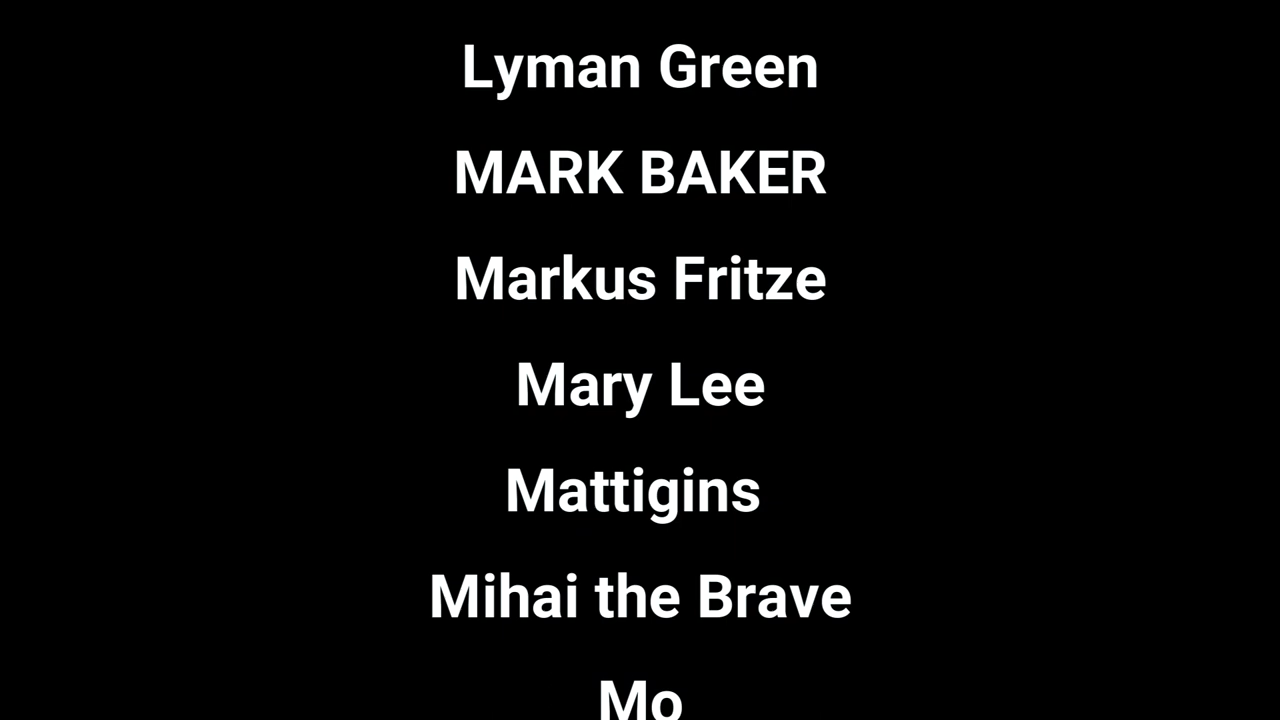 Lyman Green
MARK BAKER
Markus Fritze
Mary Lee
Mattigins
Mihai the Brave
Mo